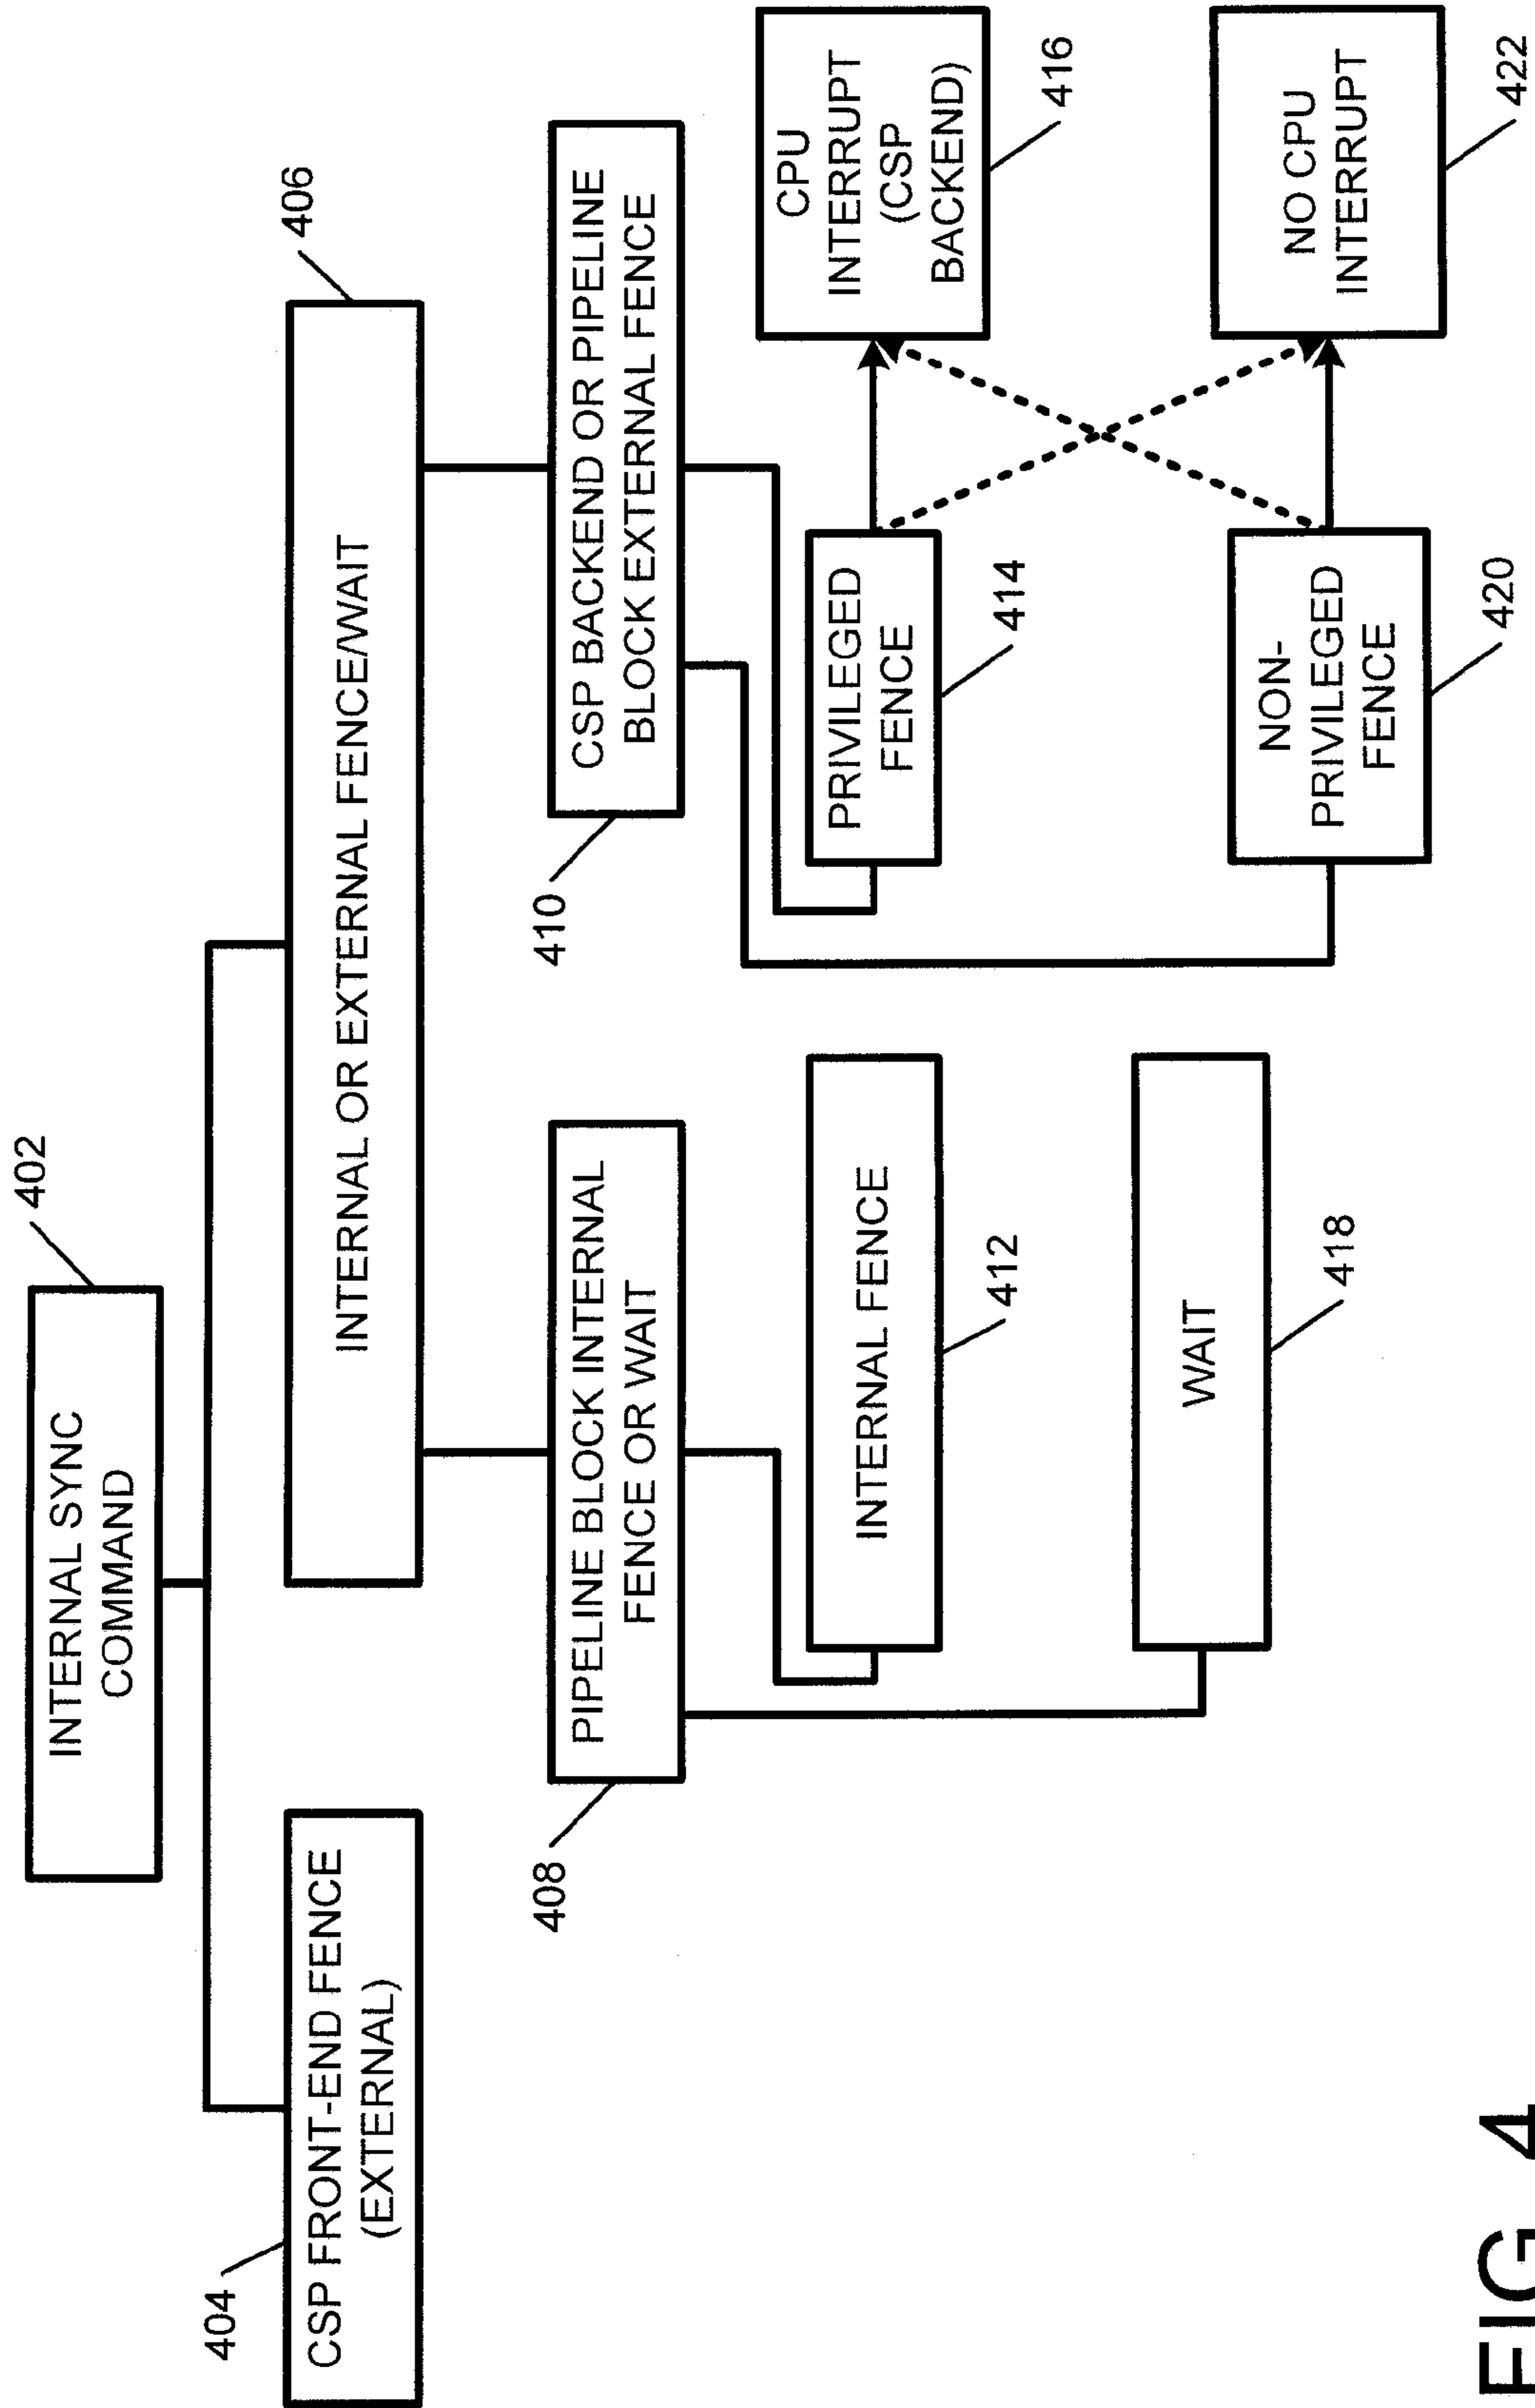 402
INTERNAL SYNC
COMMAND
404
CSP FRONT-END FENCE
(EXTERNAL)
406
INTERNAL OR EXTERNAL FENCE/WAIT
408
PIPELINE BLOCK INTERNAL
FENCE OR WAIT
410
CSP BACKEND OR PIPELINE
BLOCK EXTERNAL FENCE
INTERNAL FENCE
412
PRIVILEGED
FENCE
414
CPU
INTERRUPT
(CSP
BACKEND)
416
WAIT
418
NON-
PRIVILEGED
FENCE
420
NO CPU
INTERRUPT
422
FIG. 4